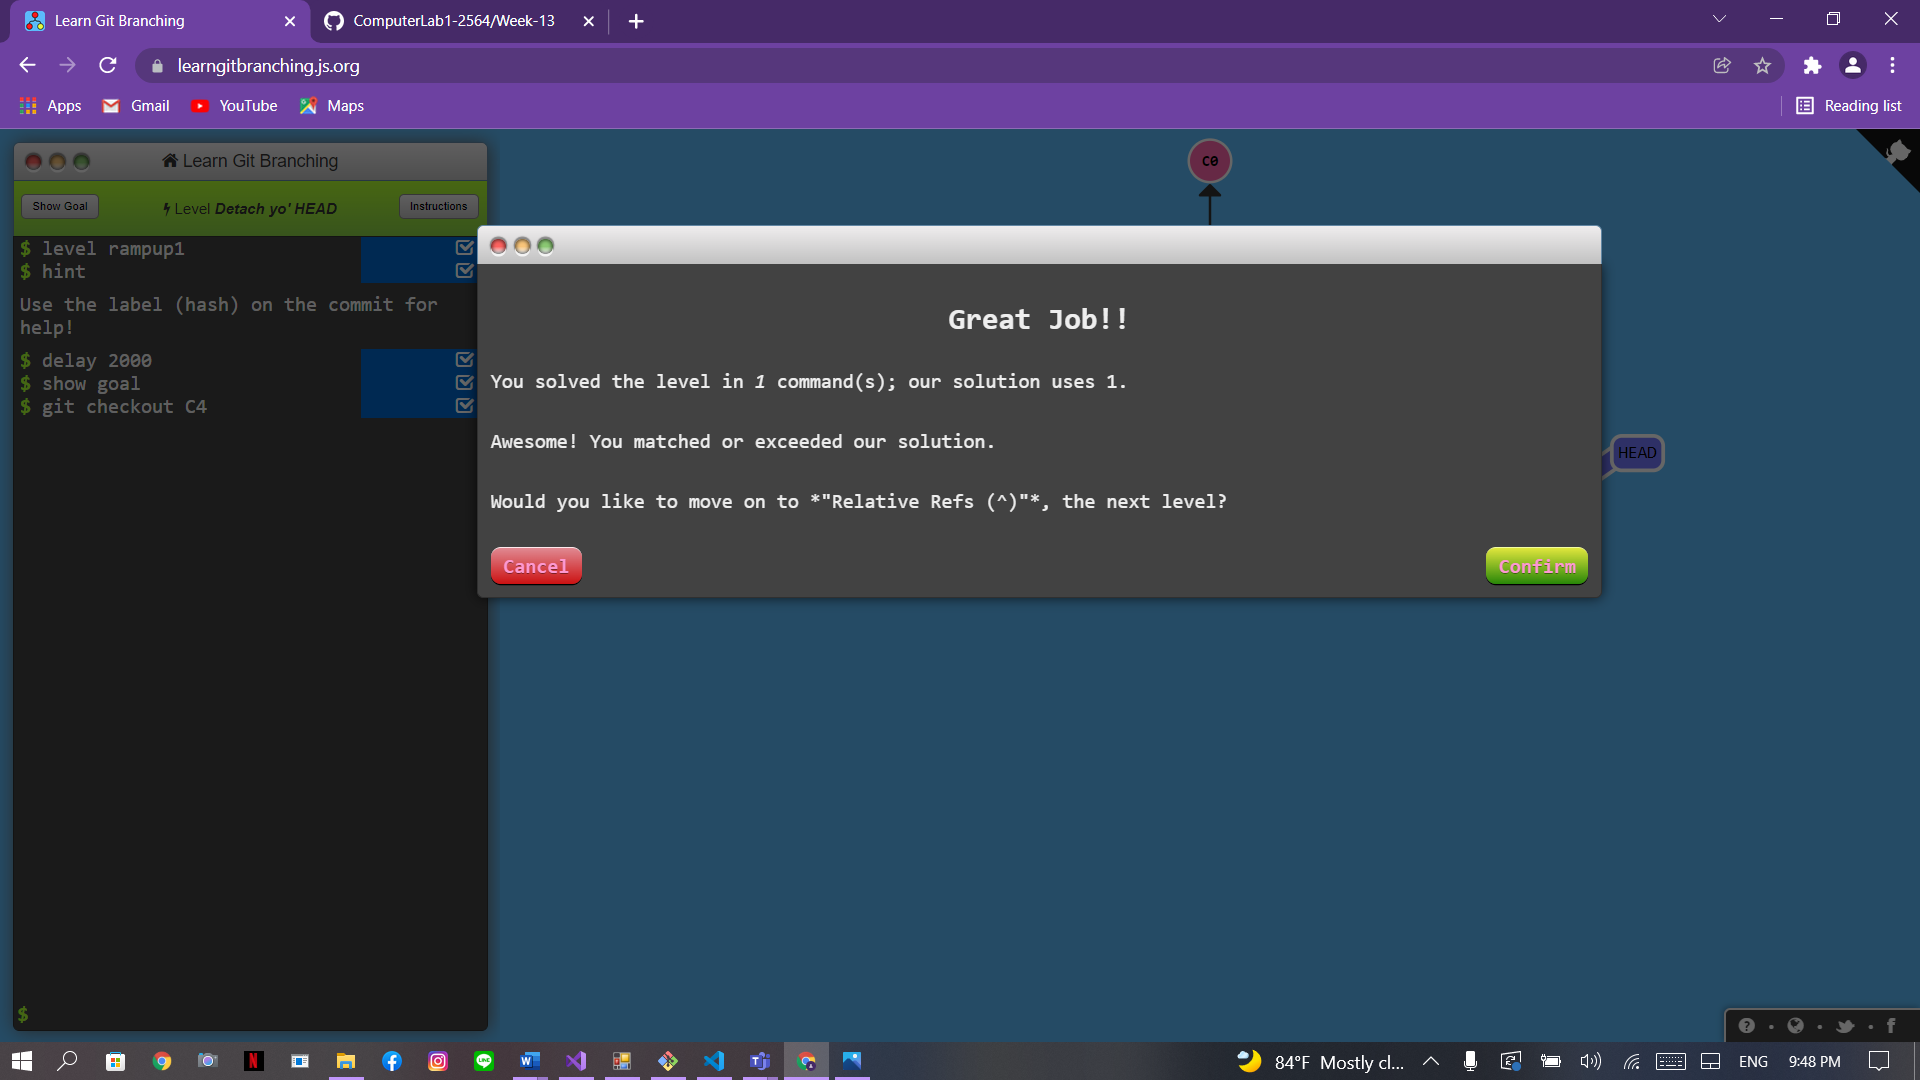 Learn Git Branching
ComputerLab1-2564/Week-13
learngitbranching.js.org
Apps
Gmail
YouTube
Maps
Reading list
Learn Git Branching
Show Goal
Level Detach yo' HEAD
Instructions
$ level rampup1
$ hint
Use the label (hash) on the commit for
help!
$ delay 2000
$ show goal
$ git checkout C4
$
C0
HEAD
Great Job!!
You solved the level in 1 command(s); our solution uses 1.
Awesome! You matched or exceeded our solution.
Would you like to move on to *"Relative Refs (^)"*, the next level?
Cancel
Confirm
84°F Mostly cl...
ENG
9:48 PM